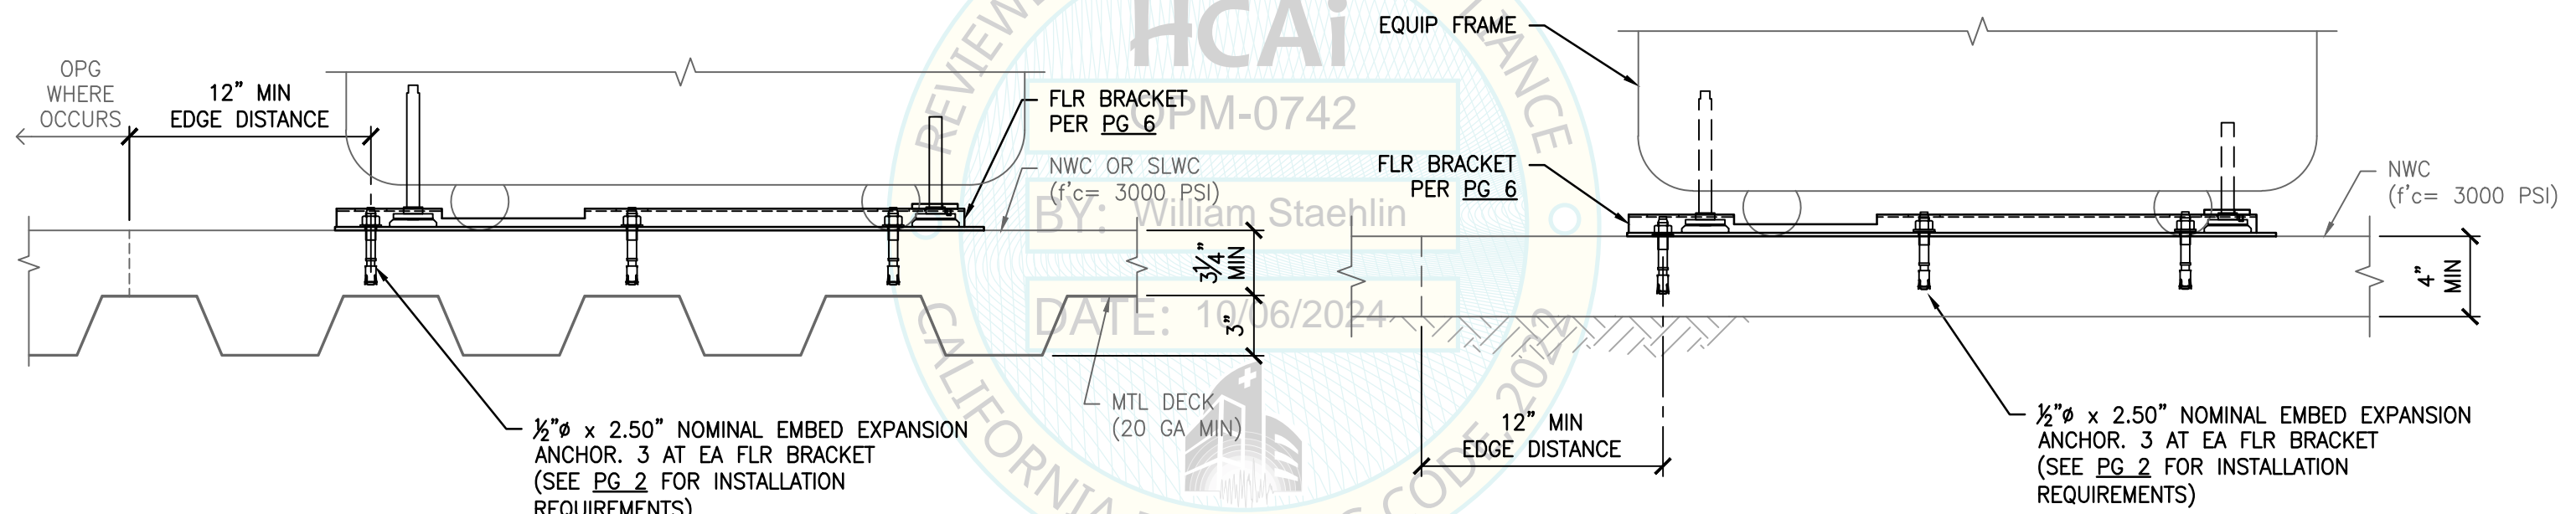 OPG
WHERE
OCCURS
12" MIN
EDGE DISTANCE
FLR BRACKET
PER PG 6
NWC OR SLWC
(f'c= 3000 PSI)
3¼"
MIN
3"
MTL DECK
(20 GA MIN)
½"ø x 2.50" NOMINAL EMBED EXPANSION
ANCHOR. 3 AT EA FLR BRACKET
(SEE PG 2 FOR INSTALLATION
REQUIREMENTS)
HCAi
OPM-0742
BY: William Staehlin
DATE: 10/06/2024
EQUIP FRAME
FLR BRACKET
PER PG 6
NWC
(f'c= 3000 PSI)
4"
MIN
12" MIN
EDGE DISTANCE
½"ø x 2.50" NOMINAL EMBED EXPANSION
ANCHOR. 3 AT EA FLR BRACKET
(SEE PG 2 FOR INSTALLATION
REQUIREMENTS)